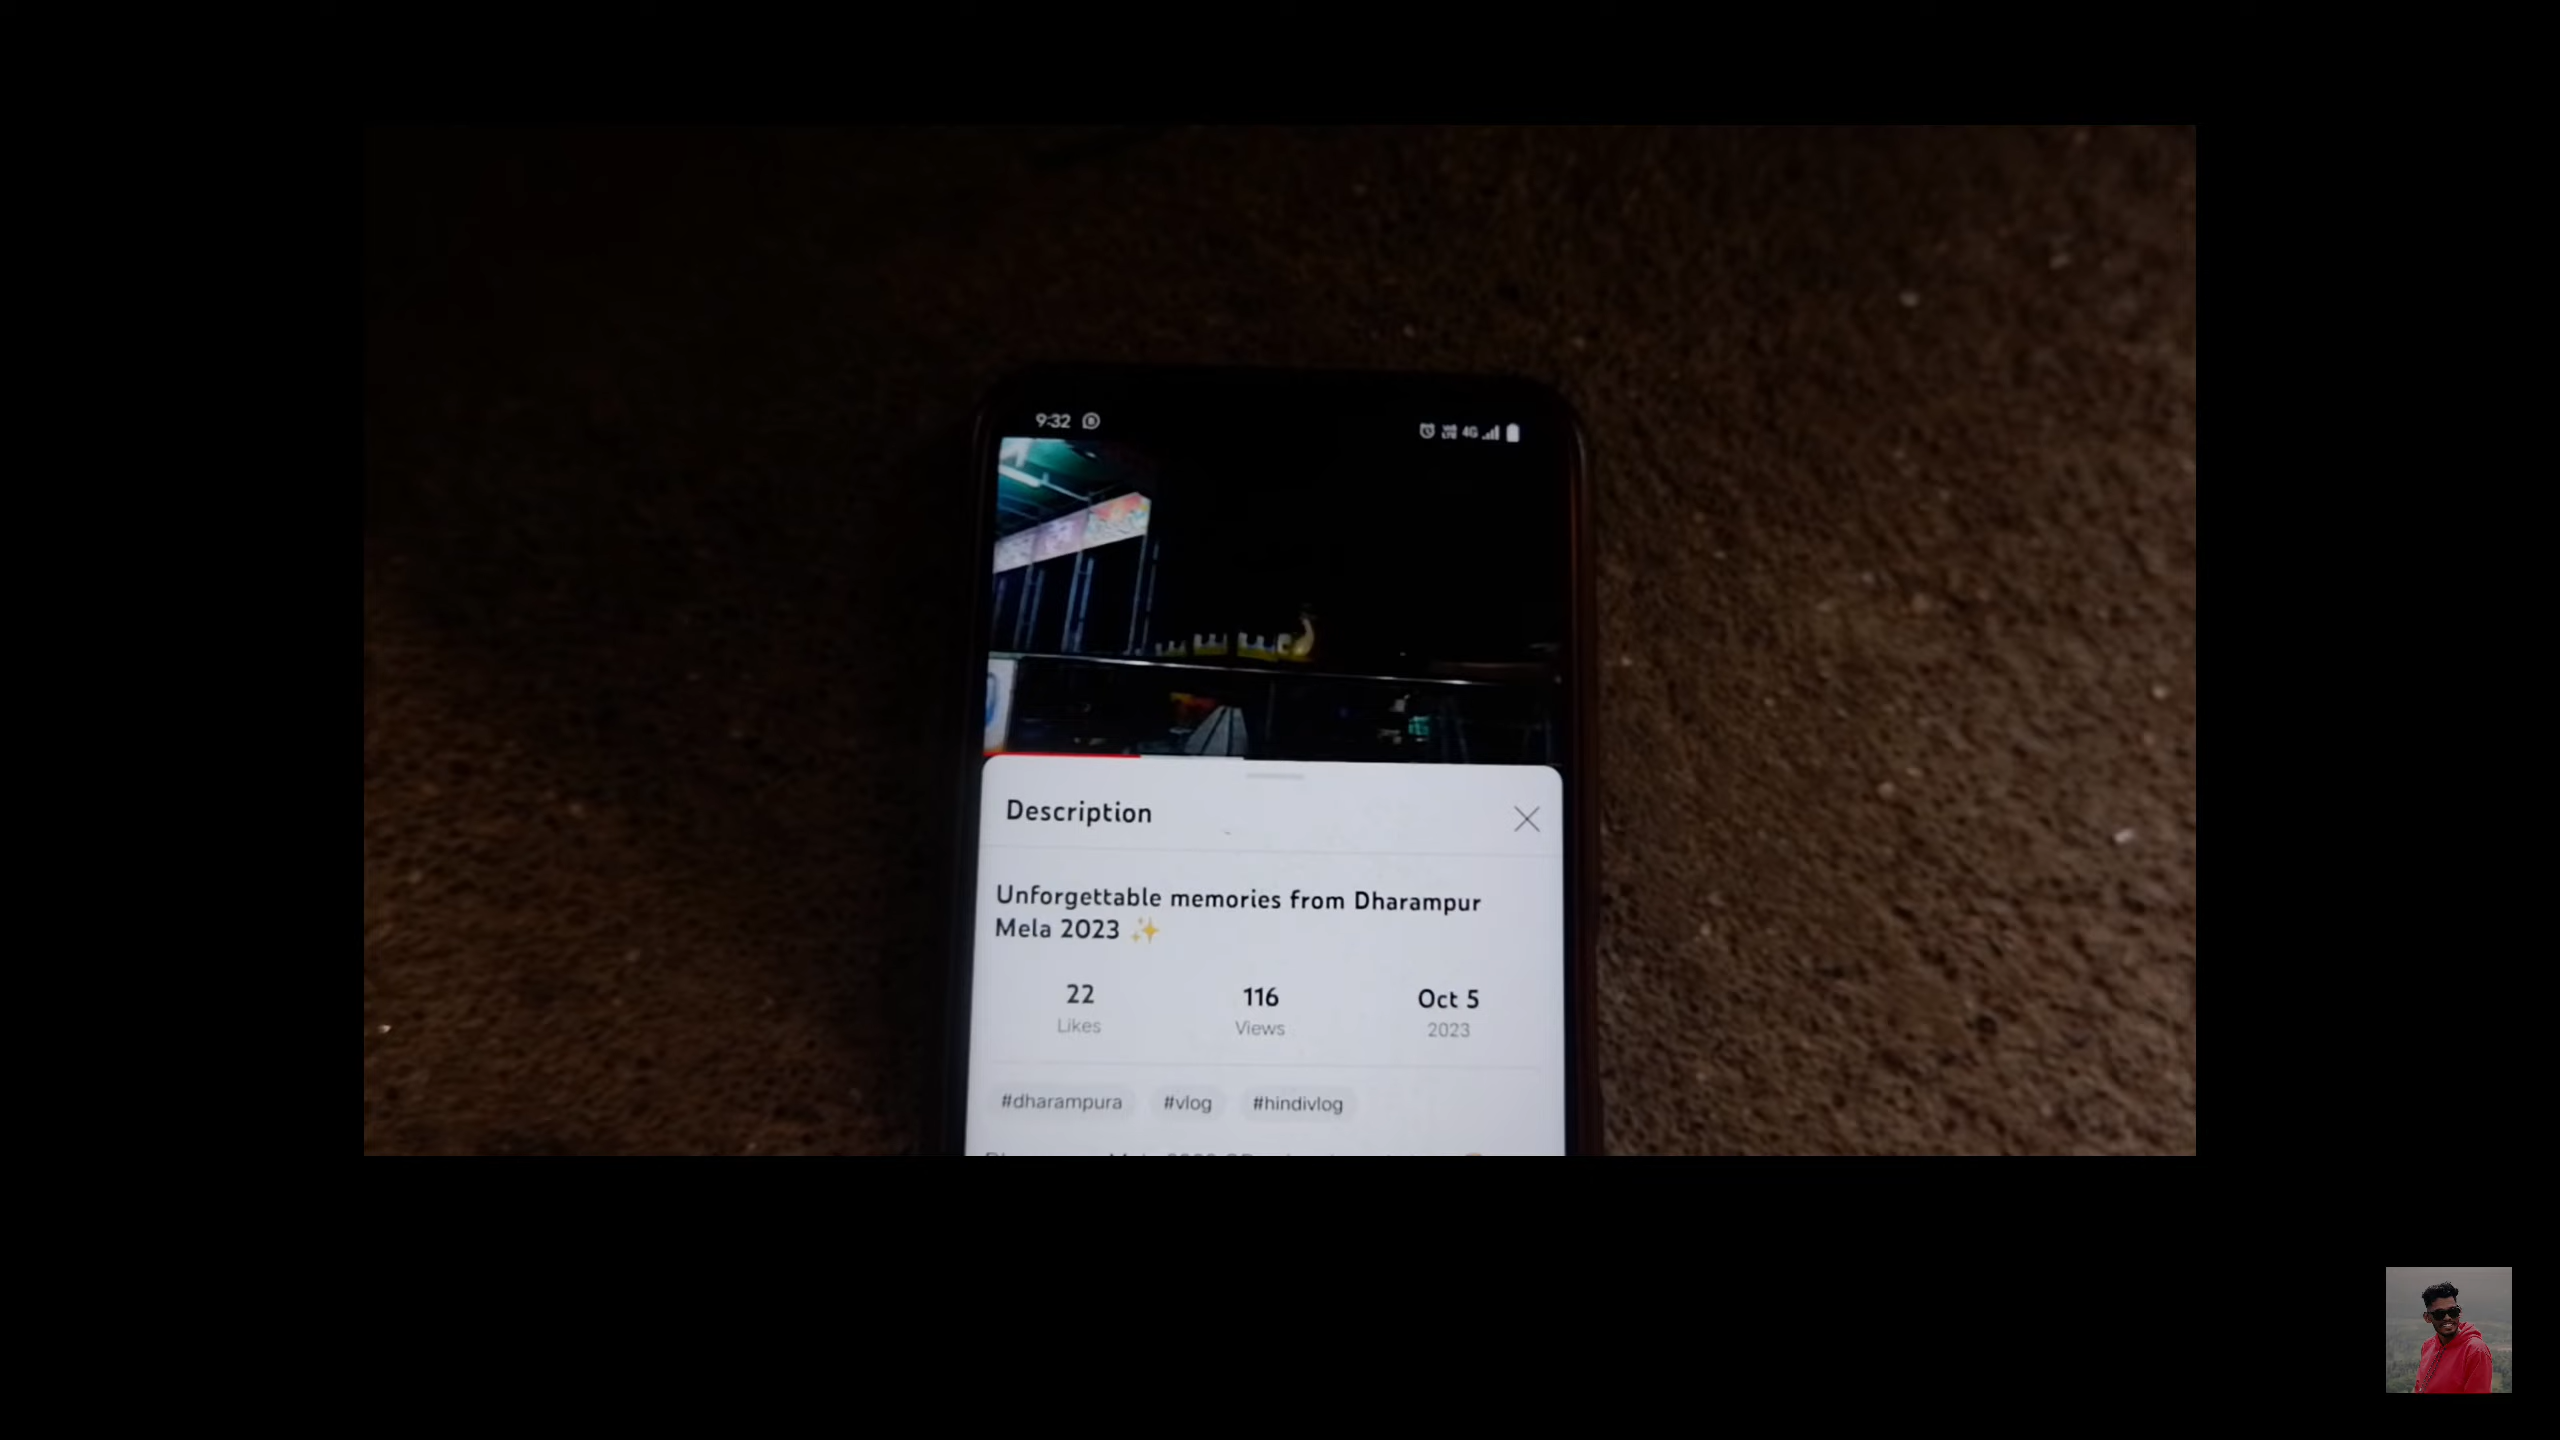 9:32
4G
Description
Unforgettable memories from Dharampur
Mela 2023 ✨
22
Likes
116
Views
Oct 5
2023
#dharampura
#vlog
#hindivlog